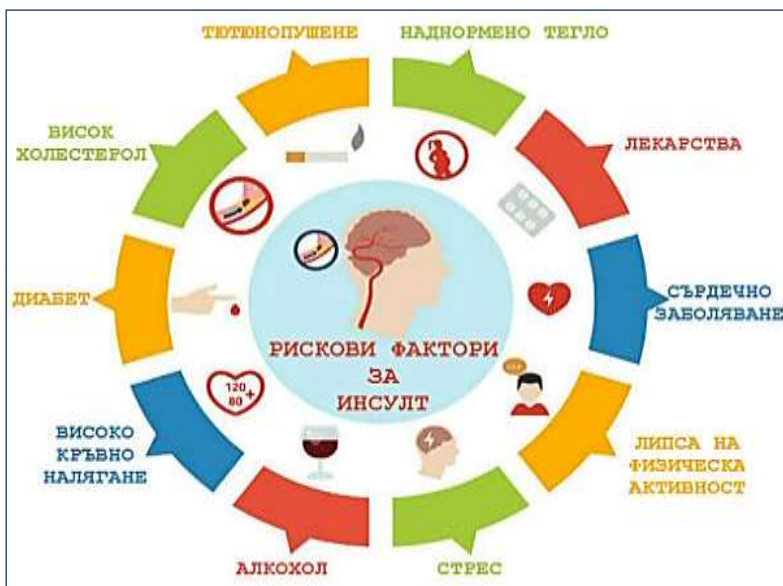 ТЮТЮНОПУШЕНЕ
НАДНОРМЕНО ТЕГЛО
ВИСОК
ХОЛЕСТЕРОЛ
ЛЕКАРСТВА
ДИАБЕТ
СЪРДЕЧНО
ЗАБОЛЯВАНЕ
РИСКОВИ ФАКТОРИ
ЗА
ИНСУЛТ
120
80
ВИСОКО
КРЪВНО
НАЛЯГАНЕ
ЛИПСА НА
ФИЗИЧЕСКА
АКТИВНОСТ
АЛКОХОЛ
СТРЕС